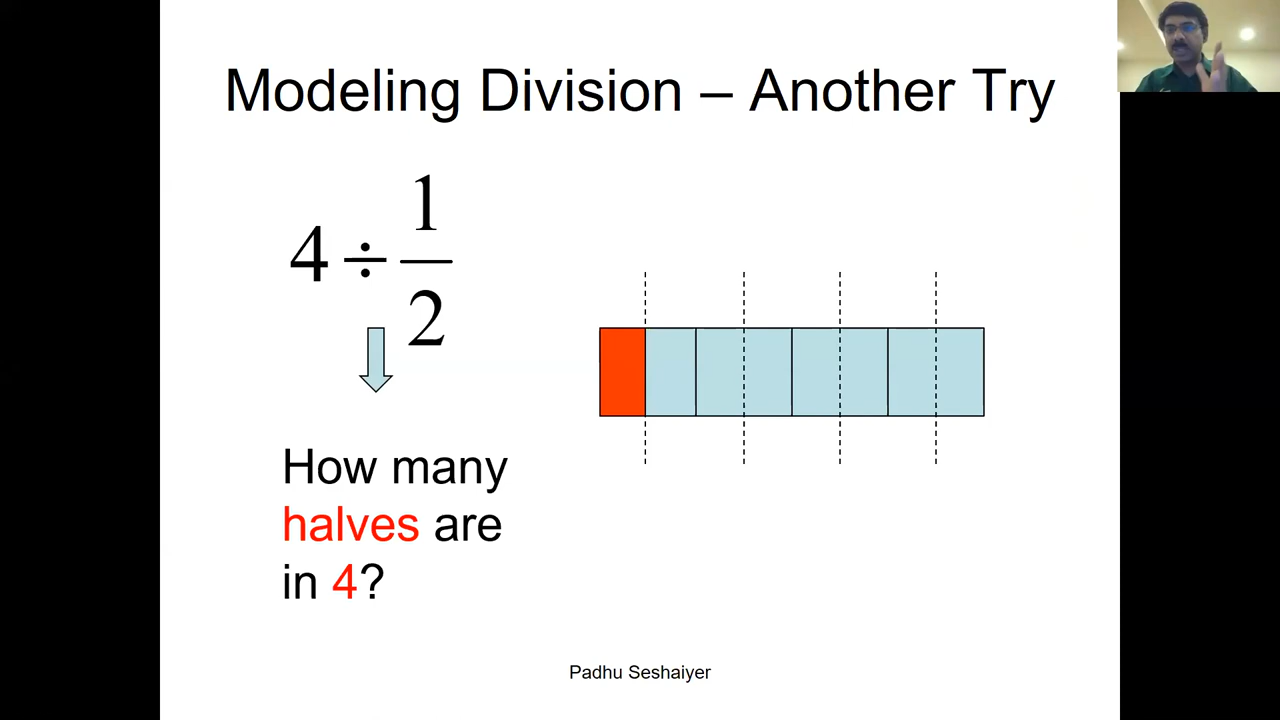 Modeling Division – Another Try
4 ÷ 1/2
How many
halves are
in 4?
Padhu Seshaiyer